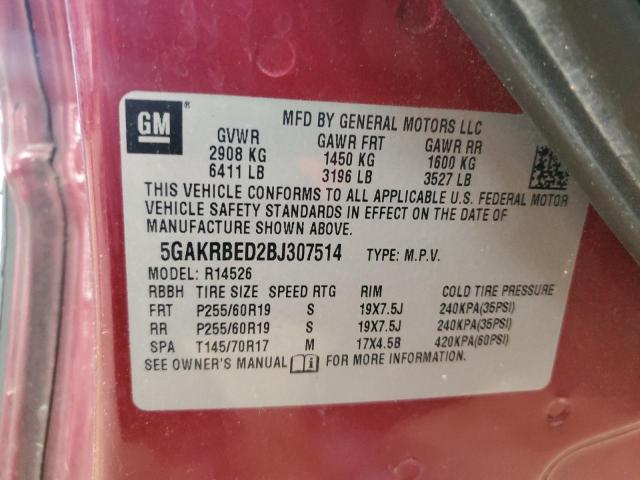 GM
MFD BY GENERAL MOTORS LLC
GVWR GAWR FRT GAWR RR
2908 KG 1450 KG 1600 KG
6411 LB 3196 LB 3527 LB
THIS VEHICLE CONFORMS TO ALL APPLICABLE U.S. FEDERAL MOTOR
VEHICLE SAFETY STANDARDS IN EFFECT ON THE DATE OF
MANUFACTURE SHOWN ABOVE.
5GAKRBED2BJ307514 TYPE: M.P.V.
MODEL: R14526
RBBH TIRE SIZE SPEED RTG RIM COLD TIRE PRESSURE
FRT P255/60R19 S 19X7.5J 240KPA(35PSI)
RR P255/60R19 S 19X7.5J 240KPA(35PSI)
SPA T145/70R17 M 17X4.5B 420KPA(60PSI)
SEE OWNER'S MANUAL i FOR MORE INFORMATION.